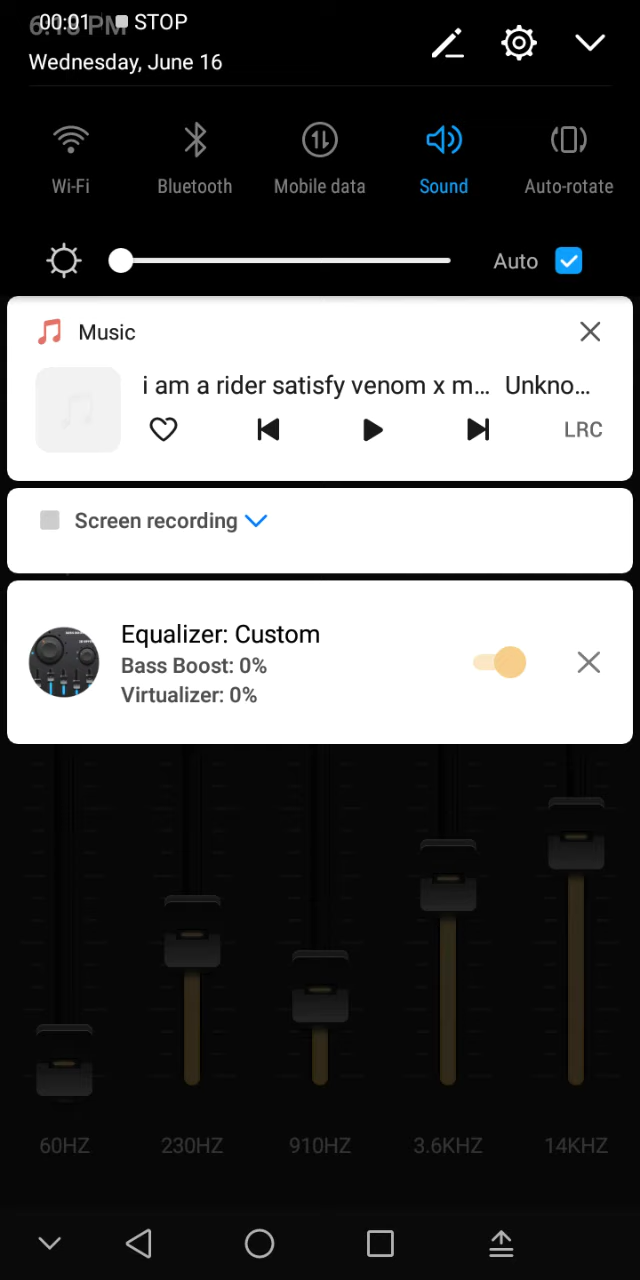 00:01 STOP
Wednesday, June 16
Wi-Fi
Bluetooth
Mobile data
Sound
Auto-rotate
Auto
Music
i am a rider satisfy venom x m... Unkno...
LRC
Screen recording
Equalizer: Custom
Bass Boost: 0%
Virtualizer: 0%
60HZ
230HZ
910HZ
3.6KHZ
14KHZ